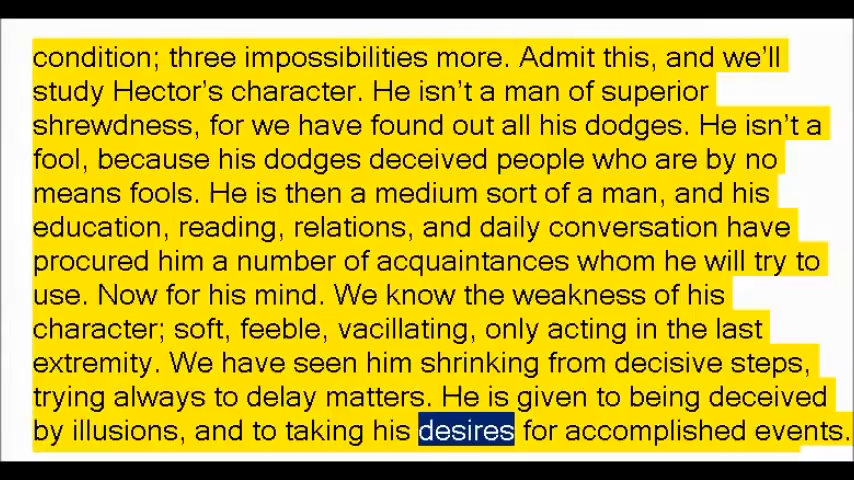 condition; three impossibilities more. Admit this, and we’ll
study Hector’s character. He isn’t a man of superior
shrewdness, for we have found out all his dodges. He isn’t a
fool, because his dodges deceived people who are by no
means fools. He is then a medium sort of a man, and his
education, reading, relations, and daily conversation have
procured him a number of acquaintances whom he will try to
use. Now for his mind. We know the weakness of his
character; soft, feeble, vacillating, only acting in the last
extremity. We have seen him shrinking from decisive steps,
trying always to delay matters. He is given to being deceived
by illusions, and to taking his desires for accomplished events.